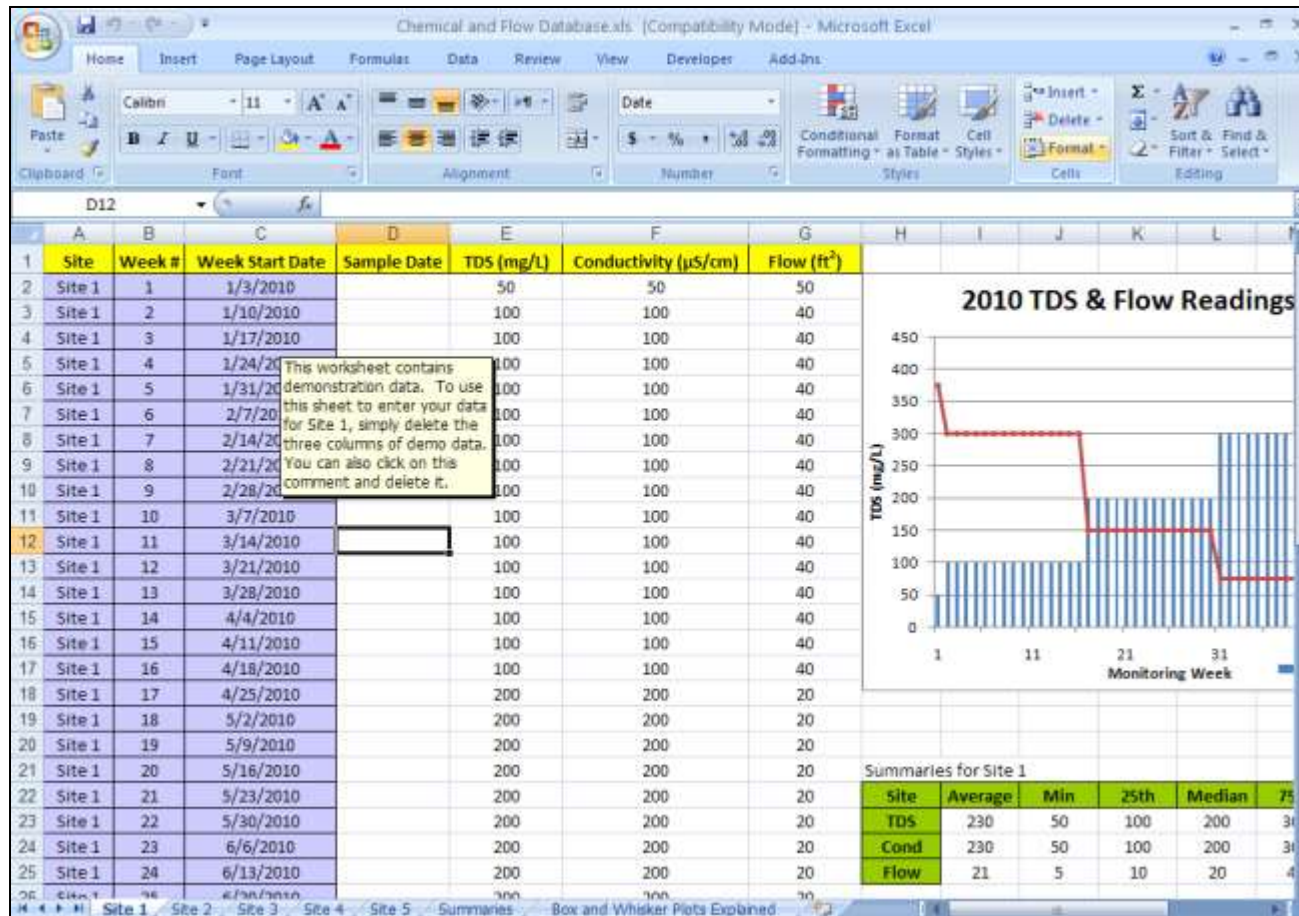 Chemical and Flow Database.xls [Compatibility Mode] - Microsoft Excel
Home Insert Page Layout Formulas Data Review View Developer Add-Ins
Paste
Calibri 11 A A
B I U A
Date
$ % ,
Conditional Formatting
Format as Table
Cell Styles
Insert
Delete
Format
Σ
Sort & Filter
Find & Select
Clipboard Font Alignment Number Styles Cells Editing
D12 fx
A B C D E F G H I J K L
1 Site Week # Week Start Date Sample Date TDS (mg/L) Conductivity (µS/cm) Flow (ft²)
2 Site 1 1 1/3/2010 50 50 50
3 Site 1 2 1/10/2010 100 100 40
4 Site 1 3 1/17/2010 100 100 40
5 Site 1 4 1/24/20 100 100 40
6 Site 1 5 1/31/20 100 100 40
7 Site 1 6 2/7/20 100 100 40
8 Site 1 7 2/14/20 100 100 40
9 Site 1 8 2/21/20 100 100 40
10 Site 1 9 2/28/20 100 100 40
11 Site 1 10 3/7/2010 100 100 40
12 Site 1 11 3/14/2010 100 100 40
13 Site 1 12 3/21/2010 100 100 40
14 Site 1 13 3/28/2010 100 100 40
15 Site 1 14 4/4/2010 100 100 40
16 Site 1 15 4/11/2010 100 100 40
17 Site 1 16 4/18/2010 100 100 40
18 Site 1 17 4/25/2010 200 200 20
19 Site 1 18 5/2/2010 200 200 20
20 Site 1 19 5/9/2010 200 200 20
21 Site 1 20 5/16/2010 200 200 20
22 Site 1 21 5/23/2010 200 200 20
23 Site 1 22 5/30/2010 200 200 20
24 Site 1 23 6/6/2010 200 200 20
25 Site 1 24 6/13/2010 200 200 20
26 Site 1 25 6/20/2010 200 200 20
This worksheet contains
demonstration data. To use
this sheet to enter your data
for Site 1, simply delete the
three columns of demo data.
You can also click on this
comment and delete it.
2010 TDS & Flow Readings
450
400
350
300
250
200
150
100
50
0
TDS (mg/L)
1 11 21 31
Monitoring Week
Summaries for Site 1
Site Average Min 25th Median
TDS 230 50 100 200
Cond 230 50 100 200
Flow 21 5 10 20
Site 1 Site 2 Site 3 Site 4 Site 5 Summaries Box and Whisker Plots Explained